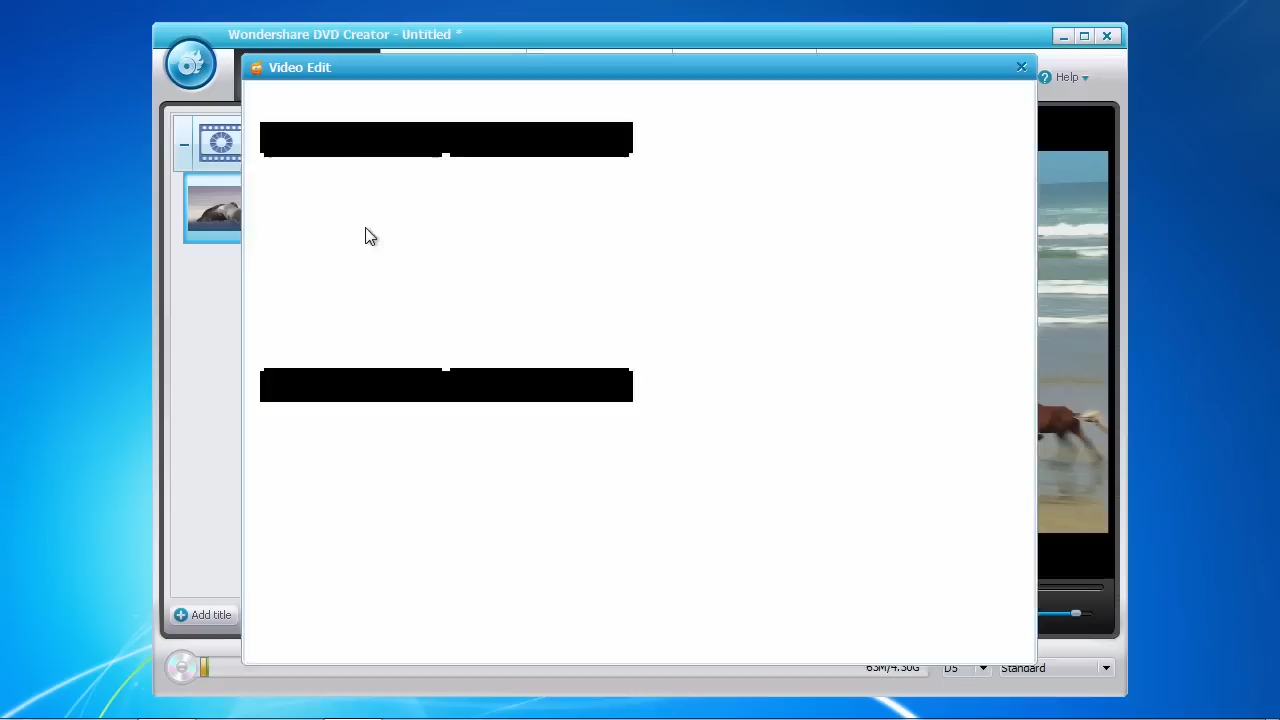 Wondershare DVD Creator - Untitled *
Video Edit
Help
Add title
63M/4.30G
D5
Standard